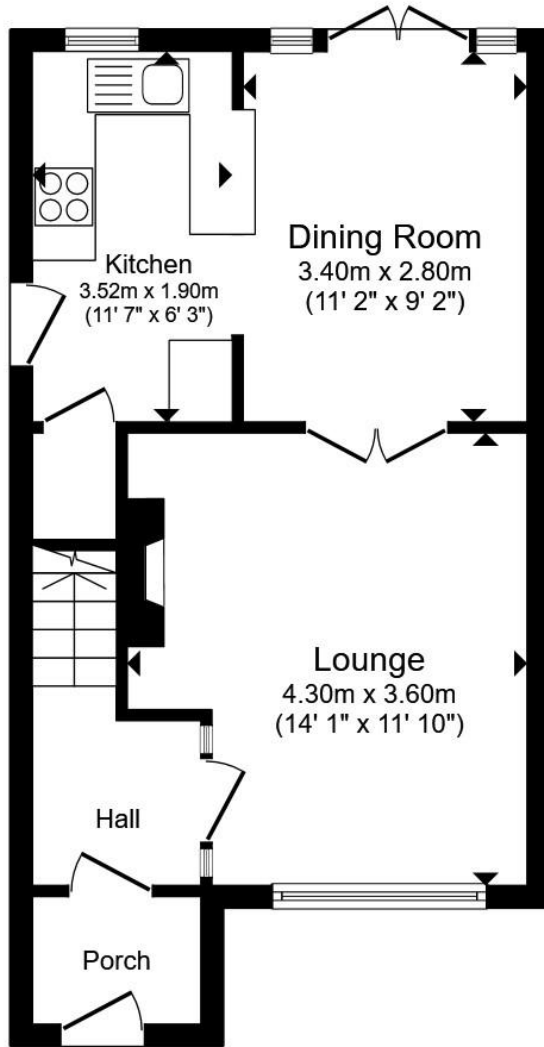 Kitchen
3.52m x 1.90m
(11' 7" x 6' 3")
Dining Room
3.40m x 2.80m
(11' 2" x 9' 2")
Lounge
4.30m x 3.60m
(14' 1" x 11' 10")
Hall
Porch